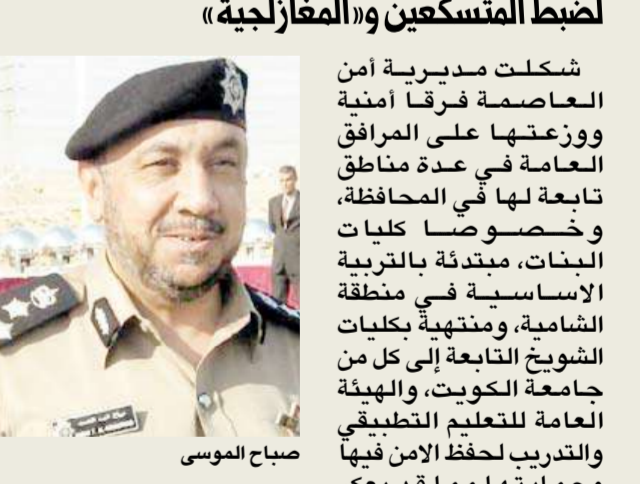 لضبط المتسكعين و«المغازلجية»
شكلت مديرية أمن
العاصمة فرقا أمنية
ووزعتها على المرافق
العامة في عدة مناطق
تابعة لها في المحافظة،
وخصوصا كليات
البنات، مبتدئة بالتربية
الاساسية في منطقة
الشامية، ومنتهية بكليات
الشويخ التابعة إلى كل من
جامعة الكويت، والهيئة
العامة للتعليم التطبيقي
والتدريب لحفظ الامن فيها
صباح الموسى